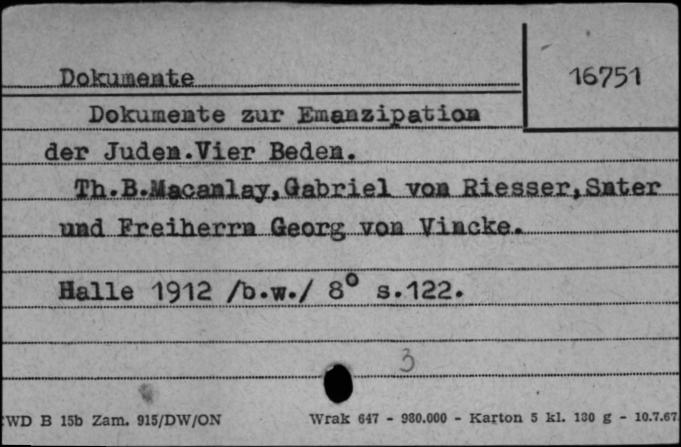 Dokumente
16751
Dokumente zur Emanzipation
der Juden.Vier Beden.
Th.B.Macanlay,Gabriel von Riesser,Snter
und Freiherrn Georg von Vincke.
Halle 1912 /b.w./ 8° s.122.
3
WD B 15b Zam. 915/DW/ON
Wrak 647 - 980.000 - Karton 5 kl. 130 g - 10.7.67